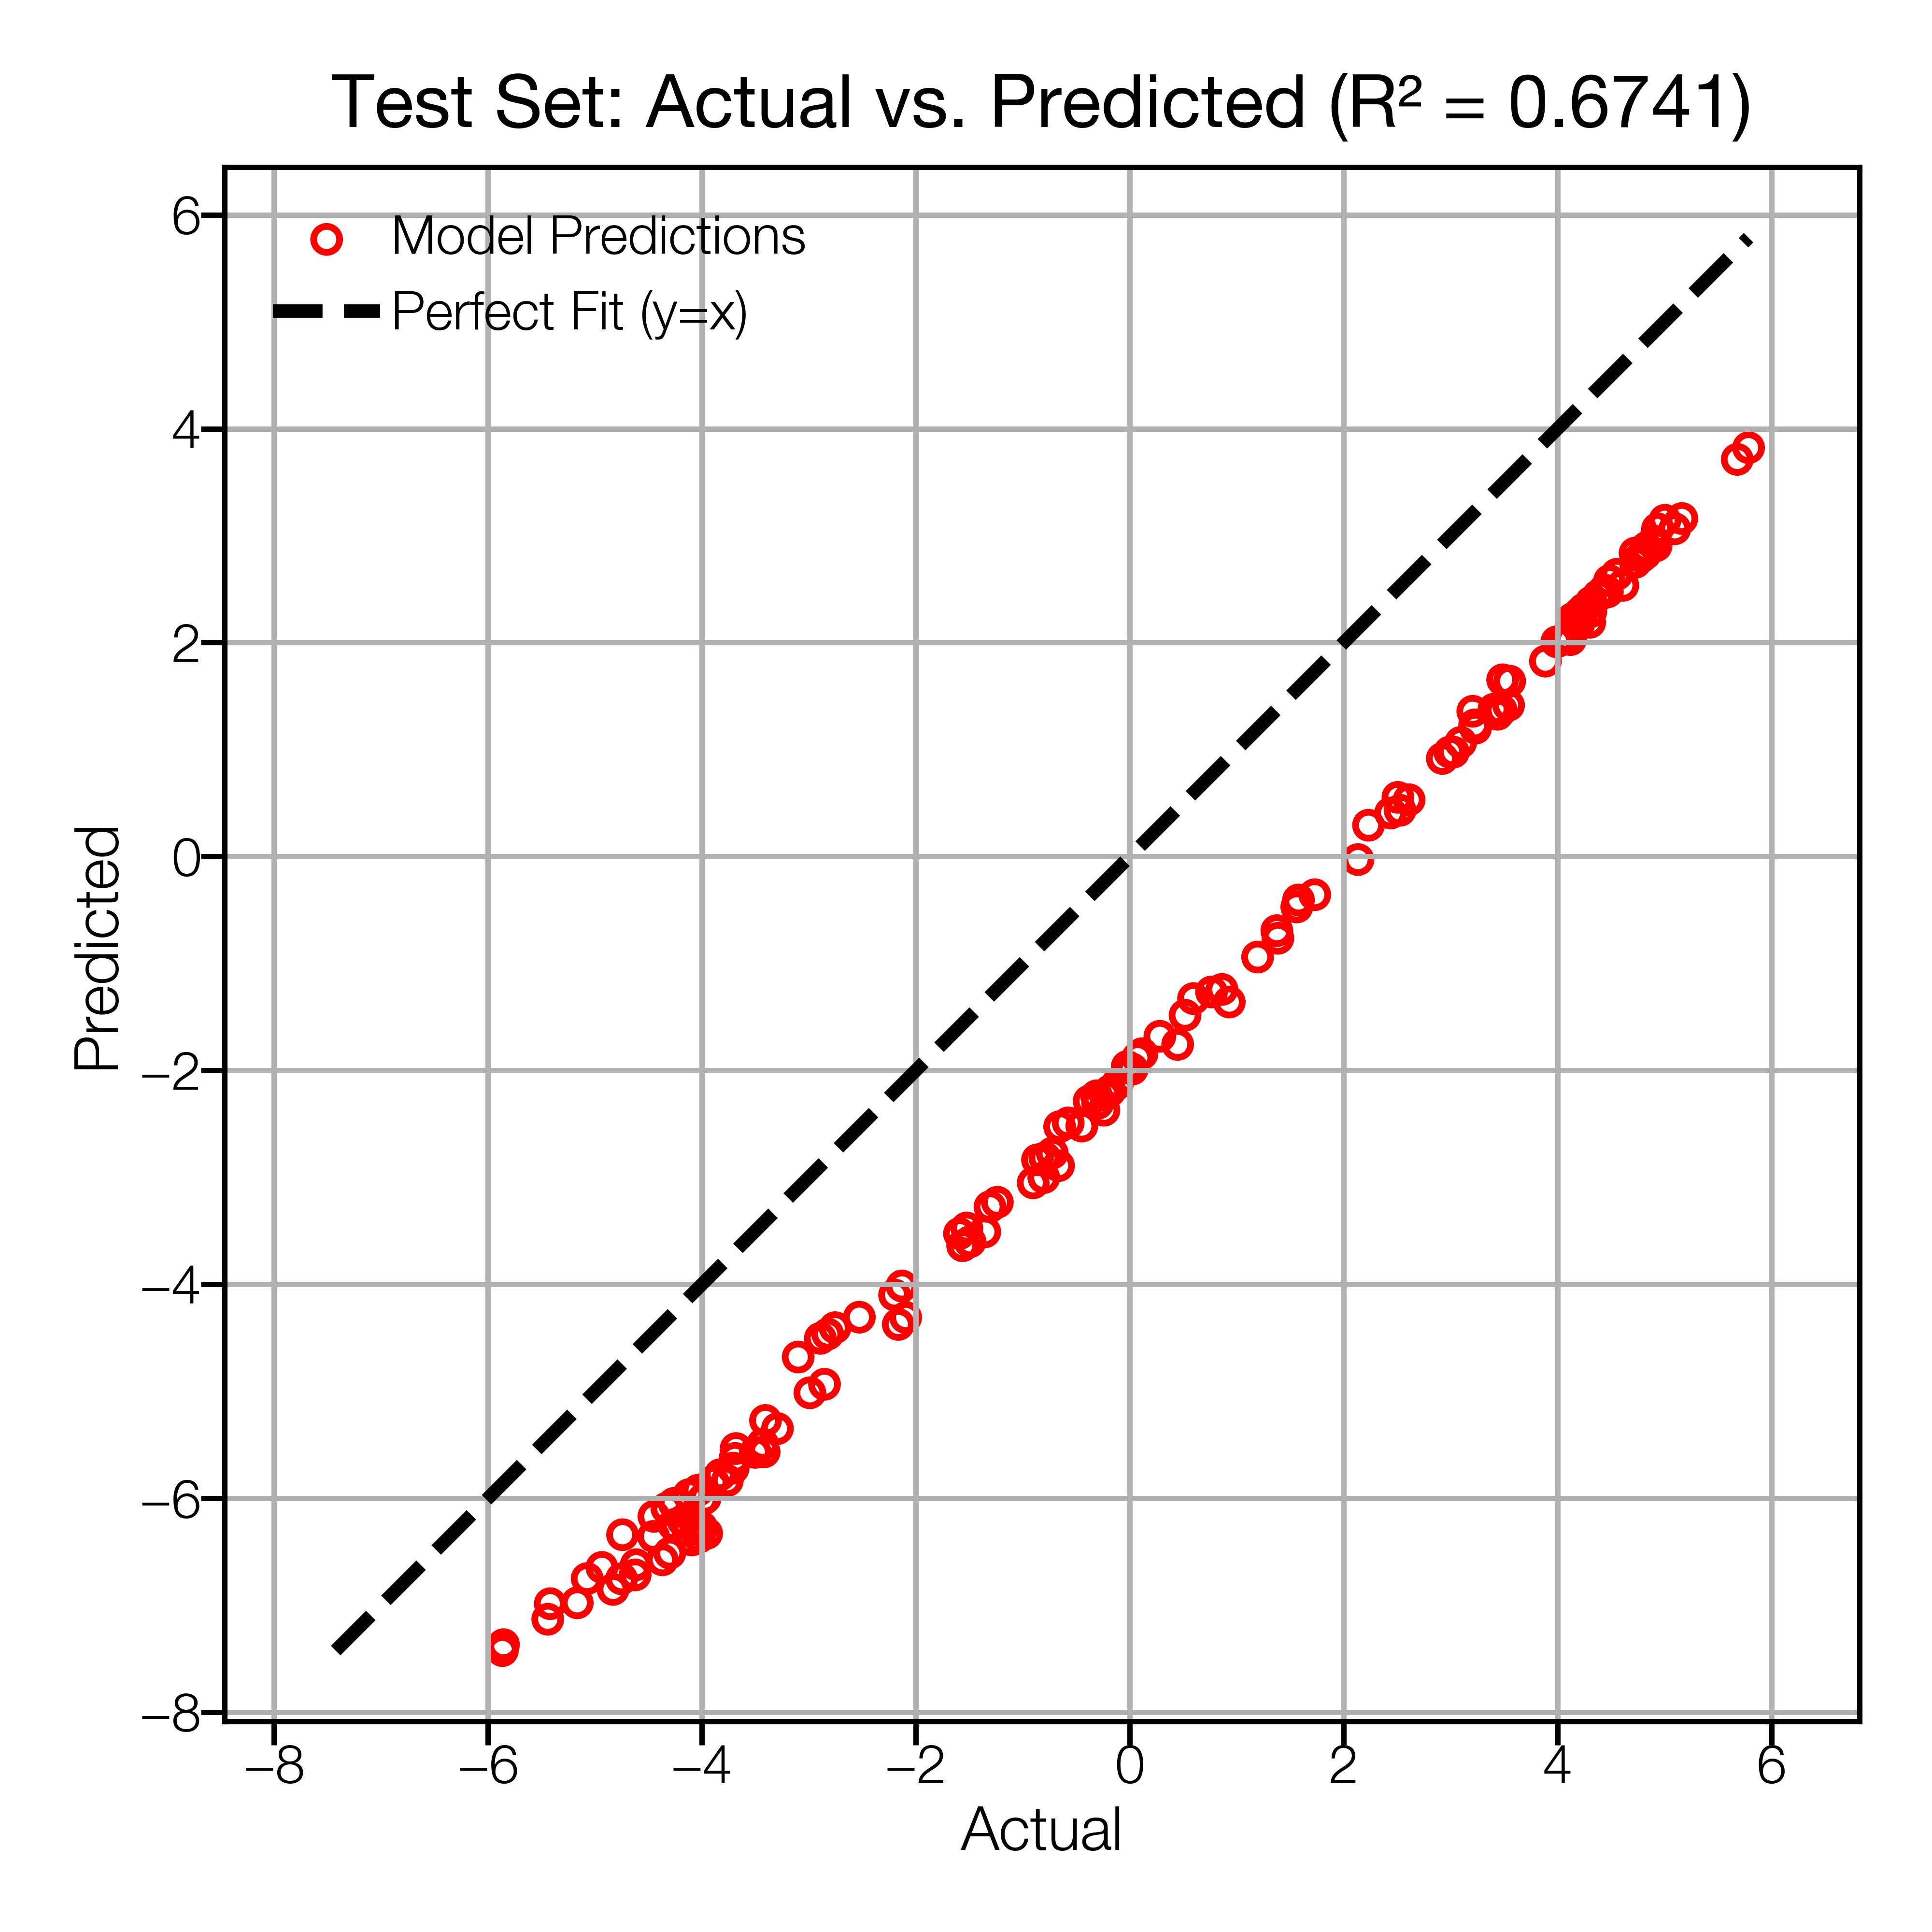 Test Set: Actual vs. Predicted (R² = 0.6741)
Model Predictions
Perfect Fit (y=x)
Predicted
6
4
2
0
−2
−4
−6
−8
−8 −6 −4 −2 0 2 4 6
Actual